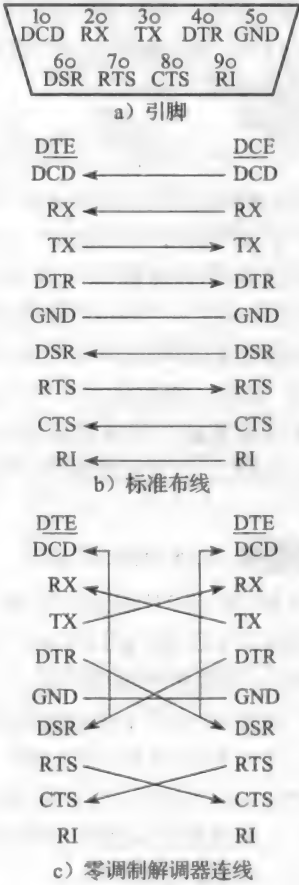 1o 2o 3o 4o 5o
DCD RX TX DTR GND
6o 7o 8o 9o
DSR RTS CTS RI
a）引脚
DTE DCE
DCD DCD
RX RX
TX TX
DTR DTR
GND GND
DSR DSR
RTS RTS
CTS CTS
RI RI
b）标准布线
DTE DTE
DCD DCD
RX RX
TX TX
DTR DTR
GND GND
DSR DSR
RTS RTS
CTS CTS
RI RI
c）零调制解调器连线